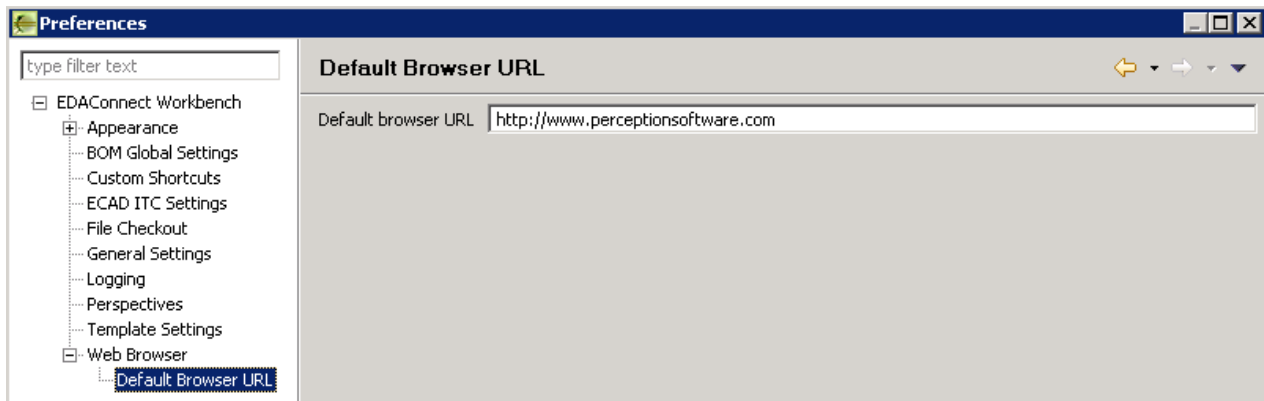 Preferences
type filter text
Default Browser URL
EDAConnect Workbench
Appearance
BOM Global Settings
Custom Shortcuts
ECAD ITC Settings
File Checkout
General Settings
Logging
Perspectives
Template Settings
Web Browser
Default Browser URL
Default browser URL http://www.perceptionsoftware.com